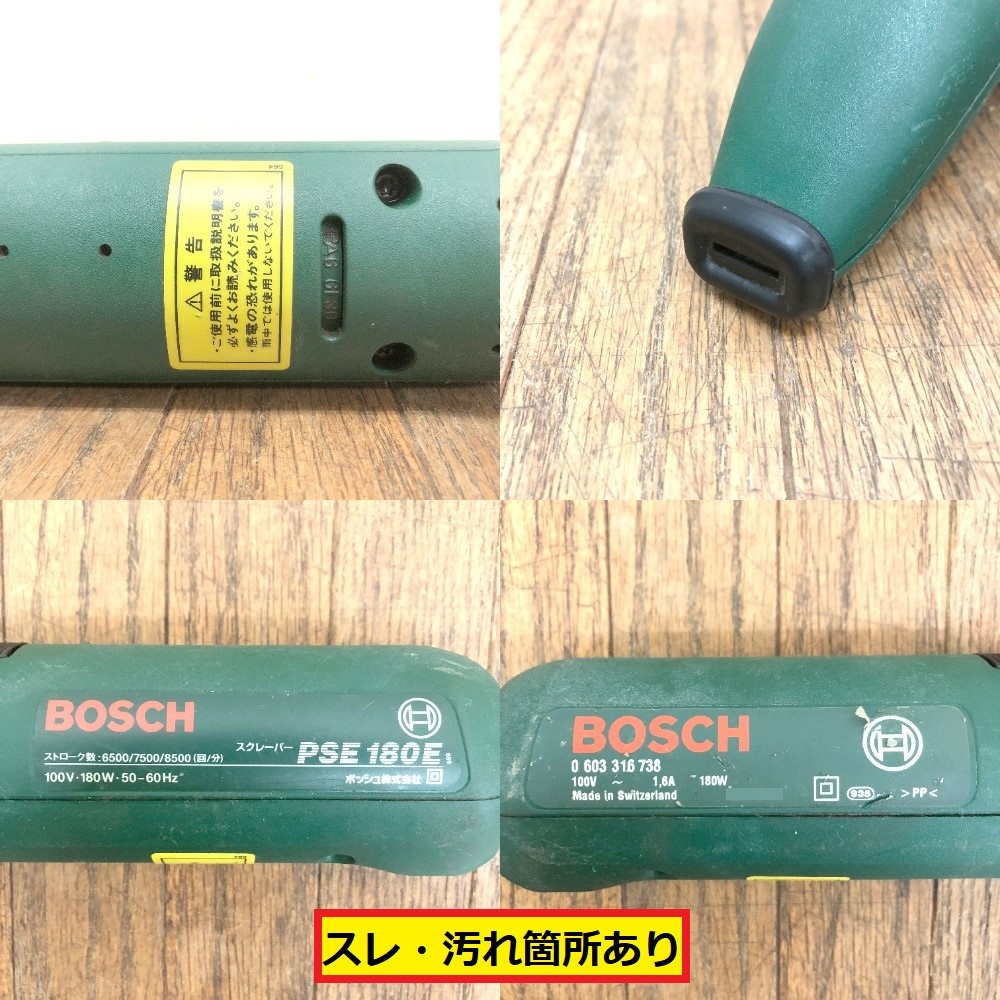 警告
・ご使用前に取扱説明書を
必ずよくお読みください。
・感電の恐れがあります。
雨中では使用しないでください。
BOSCH
スクレーパー PSE 180E
ストローク数:6500/7500/8500(回/分)
100V・180W・50-60Hz
ボッシュ株式会社
BOSCH
0 603 316 738
100V ~ 1,6A 180W
Made in Switzerland
935 >PP<
スレ・汚れ箇所あり